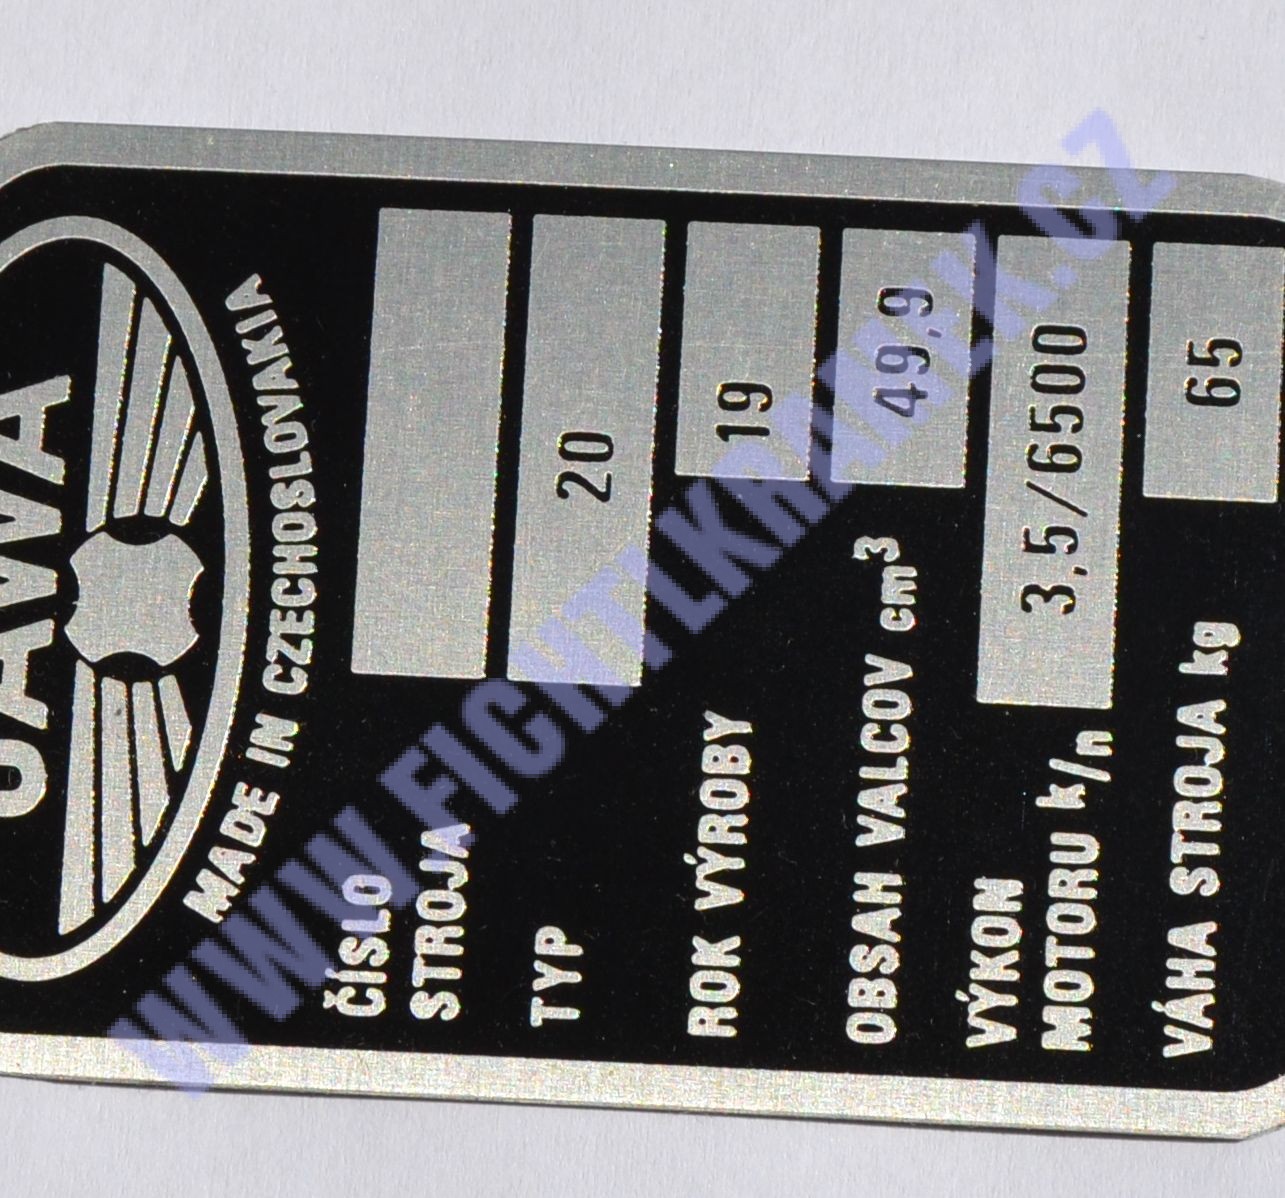 JAWA
MADE IN CZECHOSLOVAKIA
ČÍSLO
STROJA
TYP 20
ROK VÝROBY 19
OBSAH VALCOV cm³ 49,9
VÝKON
MOTORU k/n 3,5/6500
VÁHA STROJA kg 65
WWW.FICHTLKRAMEK.CZ